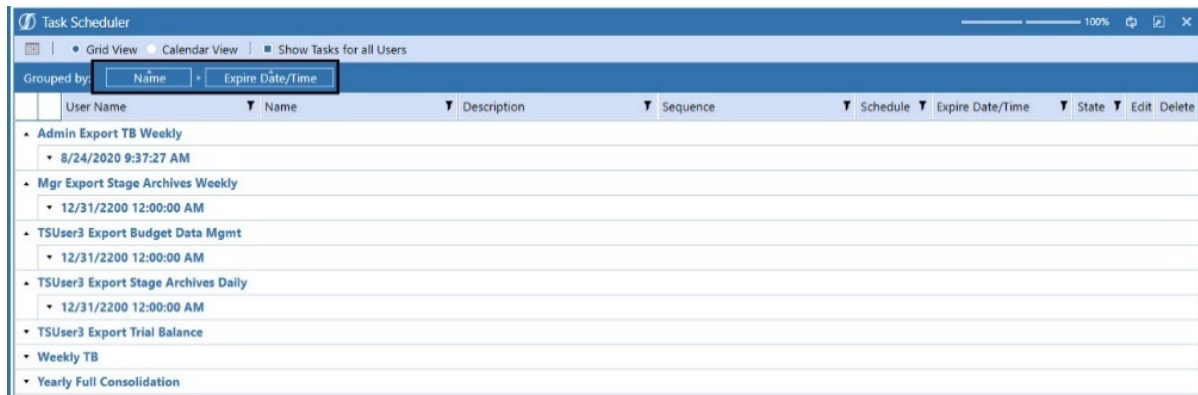 Task Scheduler 100%
Grid View Calendar View Show Tasks for all Users
Grouped by: Name Expire Date/Time
User Name Name Description Sequence Schedule Expire Date/Time State Edit Delete
Admin Export TB Weekly
8/24/2020 9:37:27 AM
Mgr Export Stage Archives Weekly
12/31/2200 12:00:00 AM
TSUser3 Export Budget Data Mgmt
12/31/2200 12:00:00 AM
TSUser3 Export Stage Archives Daily
12/31/2200 12:00:00 AM
TSUser3 Export Trial Balance
Weekly TB
Yearly Full Consolidation